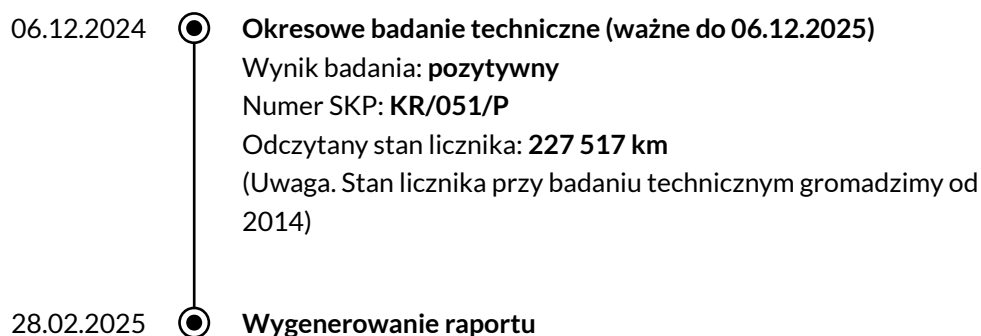 06.12.2024 Okresowe badanie techniczne (ważne do 06.12.2025)
Wynik badania: pozytywny
Numer SKP: KR/051/P
Odczytany stan licznika: 227 517 km
(Uwaga. Stan licznika przy badaniu technicznym gromadzimy od
2014)
28.02.2025 Wygenerowanie raportu